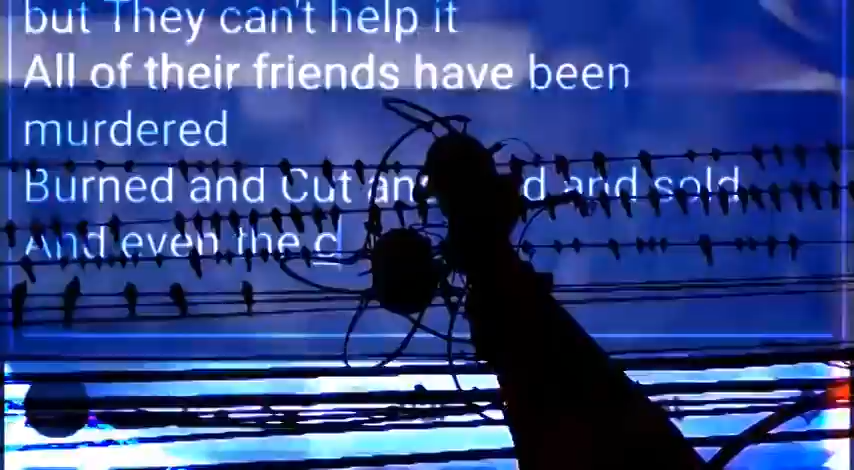 but They can't help it
All of their friends have been
murdered
Burned and Cut and sold
And even the c